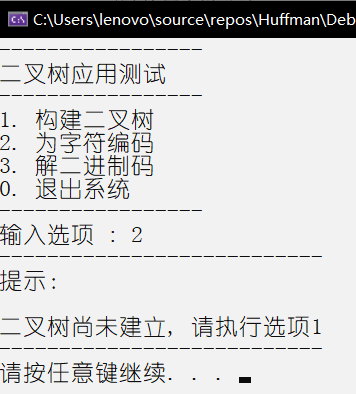 C:\Users\lenovo\source\repos\Huffman\Deb
-----------------
二叉树应用测试
-----------------
1. 构建二叉树
2. 为字符编码
3. 解二进制码
0. 退出系统
-----------------
输入选项 : 2
---------------------------
提示:
二叉树尚未建立, 请执行选项1
---------------------------
请按任意键继续. . .